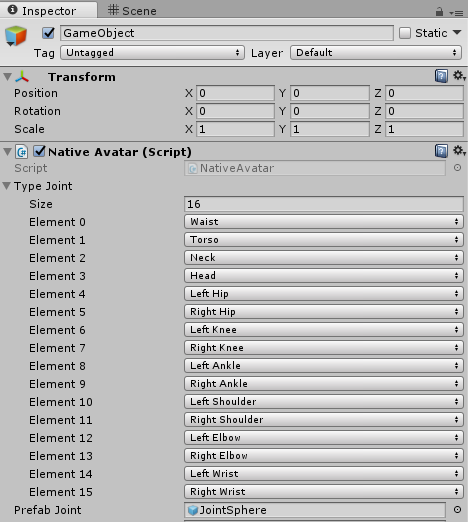 Inspector Scene
GameObject Static
Tag Untagged Layer Default
Transform
Position X 0 Y 0 Z 0
Rotation X 0 Y 0 Z 0
Scale X 1 Y 1 Z 1
Native Avatar (Script)
Script NativeAvatar
Type Joint
Size 16
Element 0 Waist
Element 1 Torso
Element 2 Neck
Element 3 Head
Element 4 Left Hip
Element 5 Right Hip
Element 6 Left Knee
Element 7 Right Knee
Element 8 Left Ankle
Element 9 Right Ankle
Element 10 Left Shoulder
Element 11 Right Shoulder
Element 12 Left Elbow
Element 13 Right Elbow
Element 14 Left Wrist
Element 15 Right Wrist
Prefab Joint JointSphere